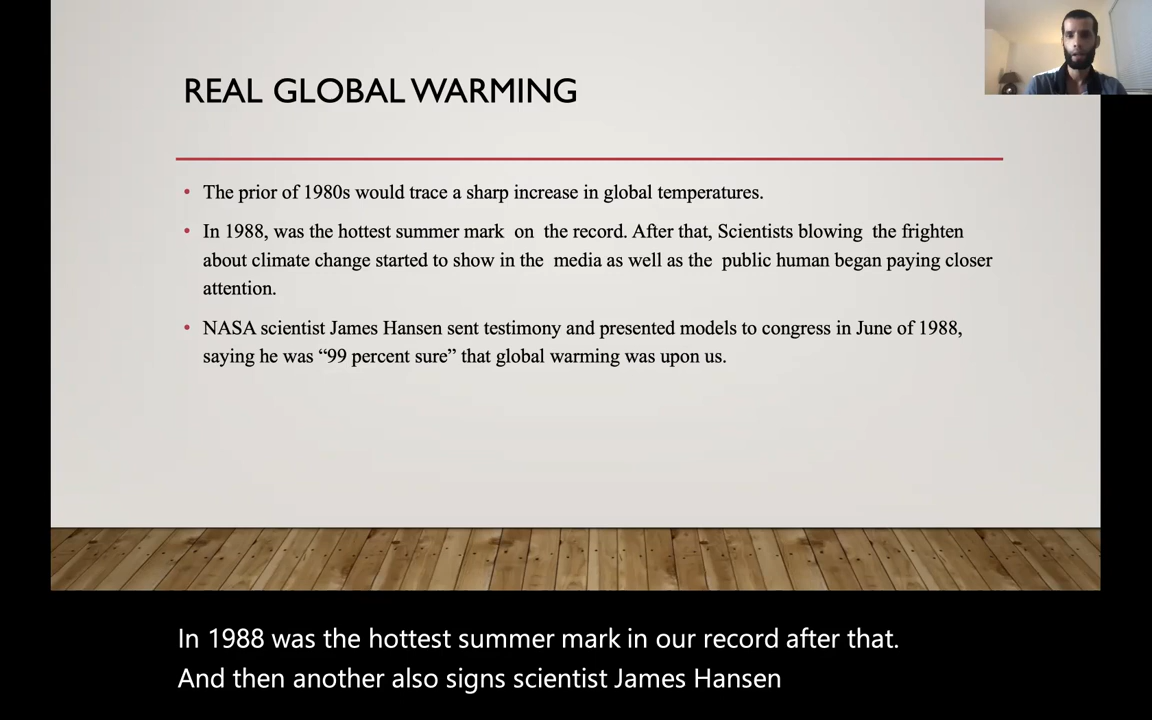 REAL GLOBAL WARMING
• The prior of 1980s would trace a sharp increase in global temperatures.
• In 1988, was the hottest summer mark on the record. After that, Scientists blowing the frighten
about climate change started to show in the media as well as the public human began paying closer
attention.
• NASA scientist James Hansen sent testimony and presented models to congress in June of 1988,
saying he was “99 percent sure” that global warming was upon us.
In 1988 was the hottest summer mark in our record after that.
And then another also signs scientist James Hansen